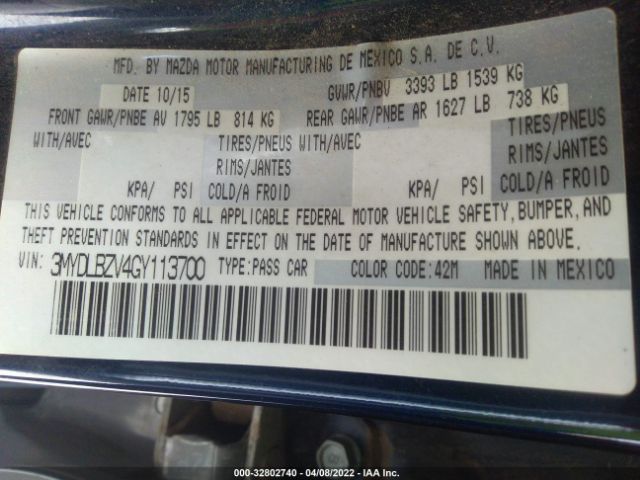 MFD. BY MAZDA MOTOR MANUFACTURING DE MEXICO S.A. DE C.V.
DATE 10/15 GVWR/PNBV 3393 LB 1539 KG
FRONT GAWR/PNBE AV 1795 LB 814 KG REAR GAWR/PNBE AR 1627 LB 738 KG
WITH/AVEC TIRES/PNEUS WITH/AVEC TIRES/PNEUS
RIMS/JANTES RIMS/JANTES
KPA/ PSI COLD/A FROID KPA/ PSI COLD/A FROID
THIS VEHICLE CONFORMS TO ALL APPLICABLE FEDERAL MOTOR VEHICLE SAFETY, BUMPER, AND
THEFT PREVENTION STANDARDS IN EFFECT ON THE DATE OF MANUFACTURE SHOWN ABOVE.
VIN: 3MYDLBZV4GY113700 TYPE:PASS CAR COLOR CODE:42M MADE IN MEXICO
000-32802740 - 04/08/2022 - IAA Inc.